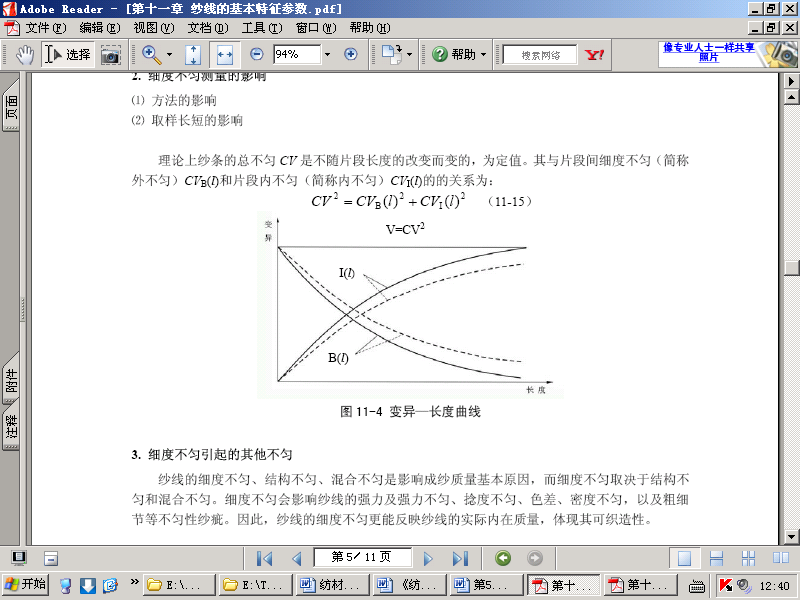 Adobe Reader - [第十一章 纱线的基本特征参数.pdf]
文件(F) 编辑(E) 视图(V) 文档(D) 工具(T) 窗口(W) 帮助(H)
选择 94% 帮助 搜索网络 Y! 像专业人士一样共享
照片
页面
附件
注释
2. 细度不匀测量的影响
⑴ 方法的影响
⑵ 取样长短的影响
理论上纱条的总不匀 CV 是不随片段长度的改变而变的，为定值。其与片段间细度不匀（简称
外不匀）CVB(l)和片段内不匀（简称内不匀）CVI(l)的的关系为：
CV² = CVB(l)² + CVI(l)² （11-15）
变
异
V=CV²
I(l)
B(l)
长度
图 11-4 变异—长度曲线
3. 细度不匀引起的其他不匀
纱线的细度不匀、结构不匀、混合不匀是影响成纱质量基本原因，而细度不匀取决于结构不
匀和混合不匀。细度不匀会影响纱线的强力及强力不匀、捻度不匀、色差、密度不匀，以及粗细
节等不匀性纱疵。因此，纱线的细度不匀更能反映纱线的实际内在质量，体现其可织造性。
第 5/ 11 页
开始 » E:\... E:\T... 纺材... 《纺... 第5... 第十... 第十... 12:40